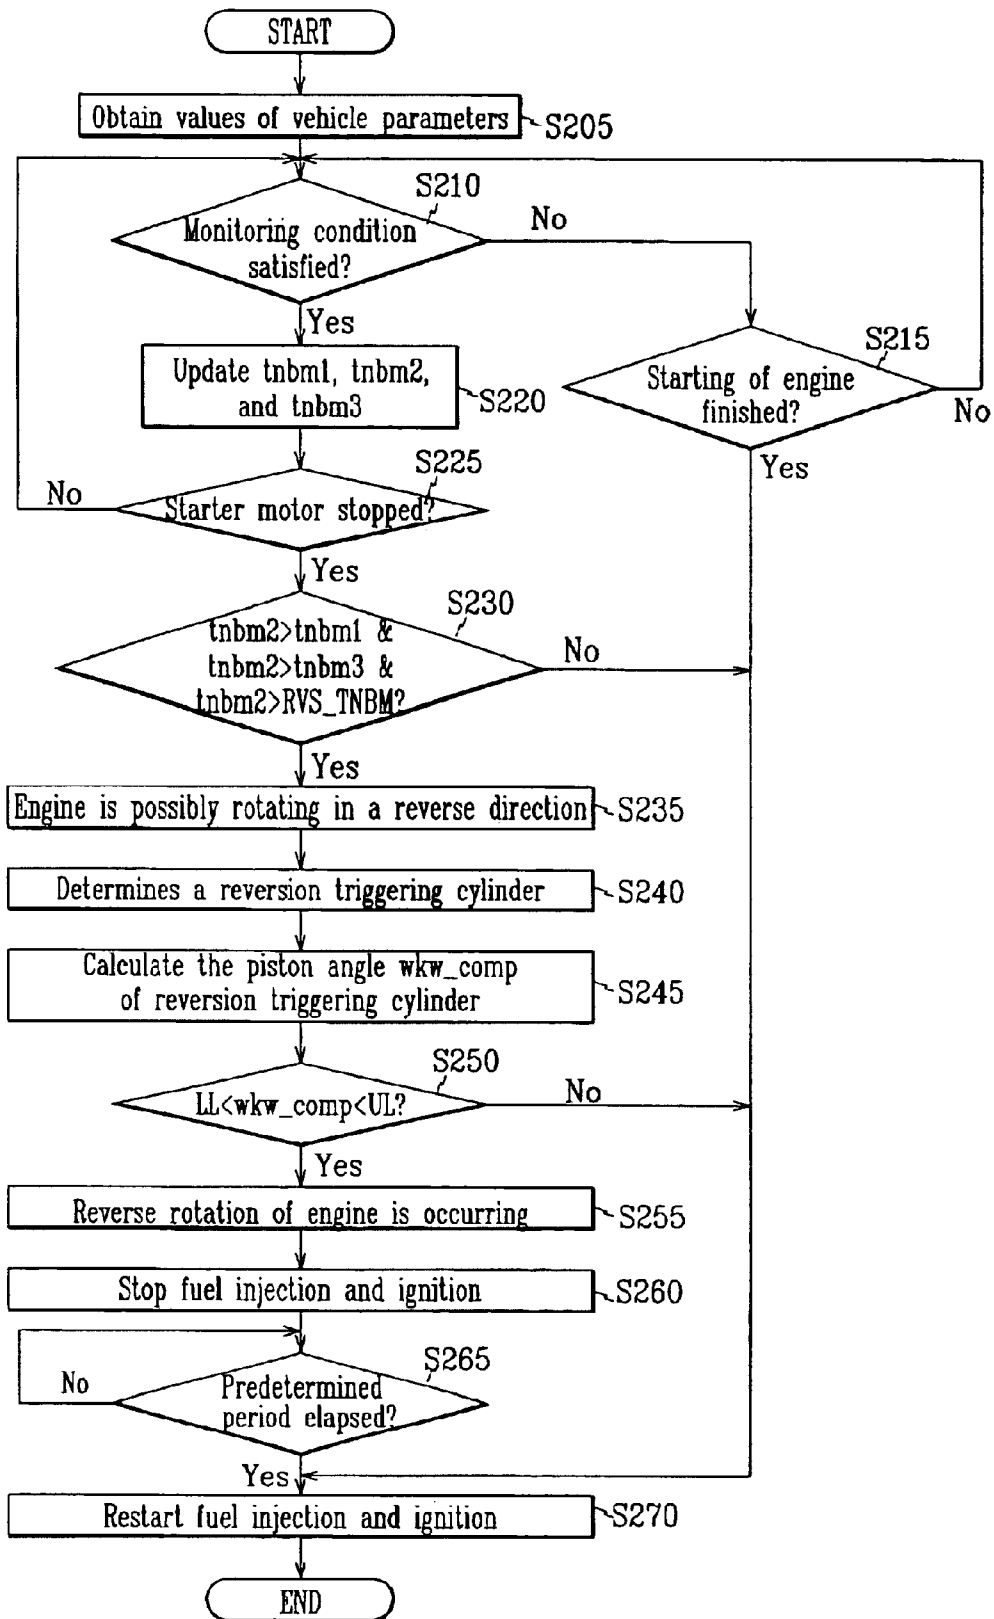 START
Obtain values of vehicle parameters
S205
S210
Monitoring condition
satisfied?
No
Yes
S215
Starting of engine
finished?
No
Yes
Update tnbm1, tnbm2,
and tnbm3
S220
S225
Starter motor stopped?
No
Yes
S230
tnbm2>tnbm1 &
tnbm2>tnbm3 &
tnbm2>RVS_TNBM?
No
Yes
Engine is possibly rotating in a reverse direction
S235
Determines a reversion triggering cylinder
S240
Calculate the piston angle wkw_comp
of reversion triggering cylinder
S245
S250
LL<wkw_comp<UL?
No
Yes
Reverse rotation of engine is occurring
S255
Stop fuel injection and ignition
S260
S265
Predetermined
period elapsed?
No
Yes
Restart fuel injection and ignition
S270
END